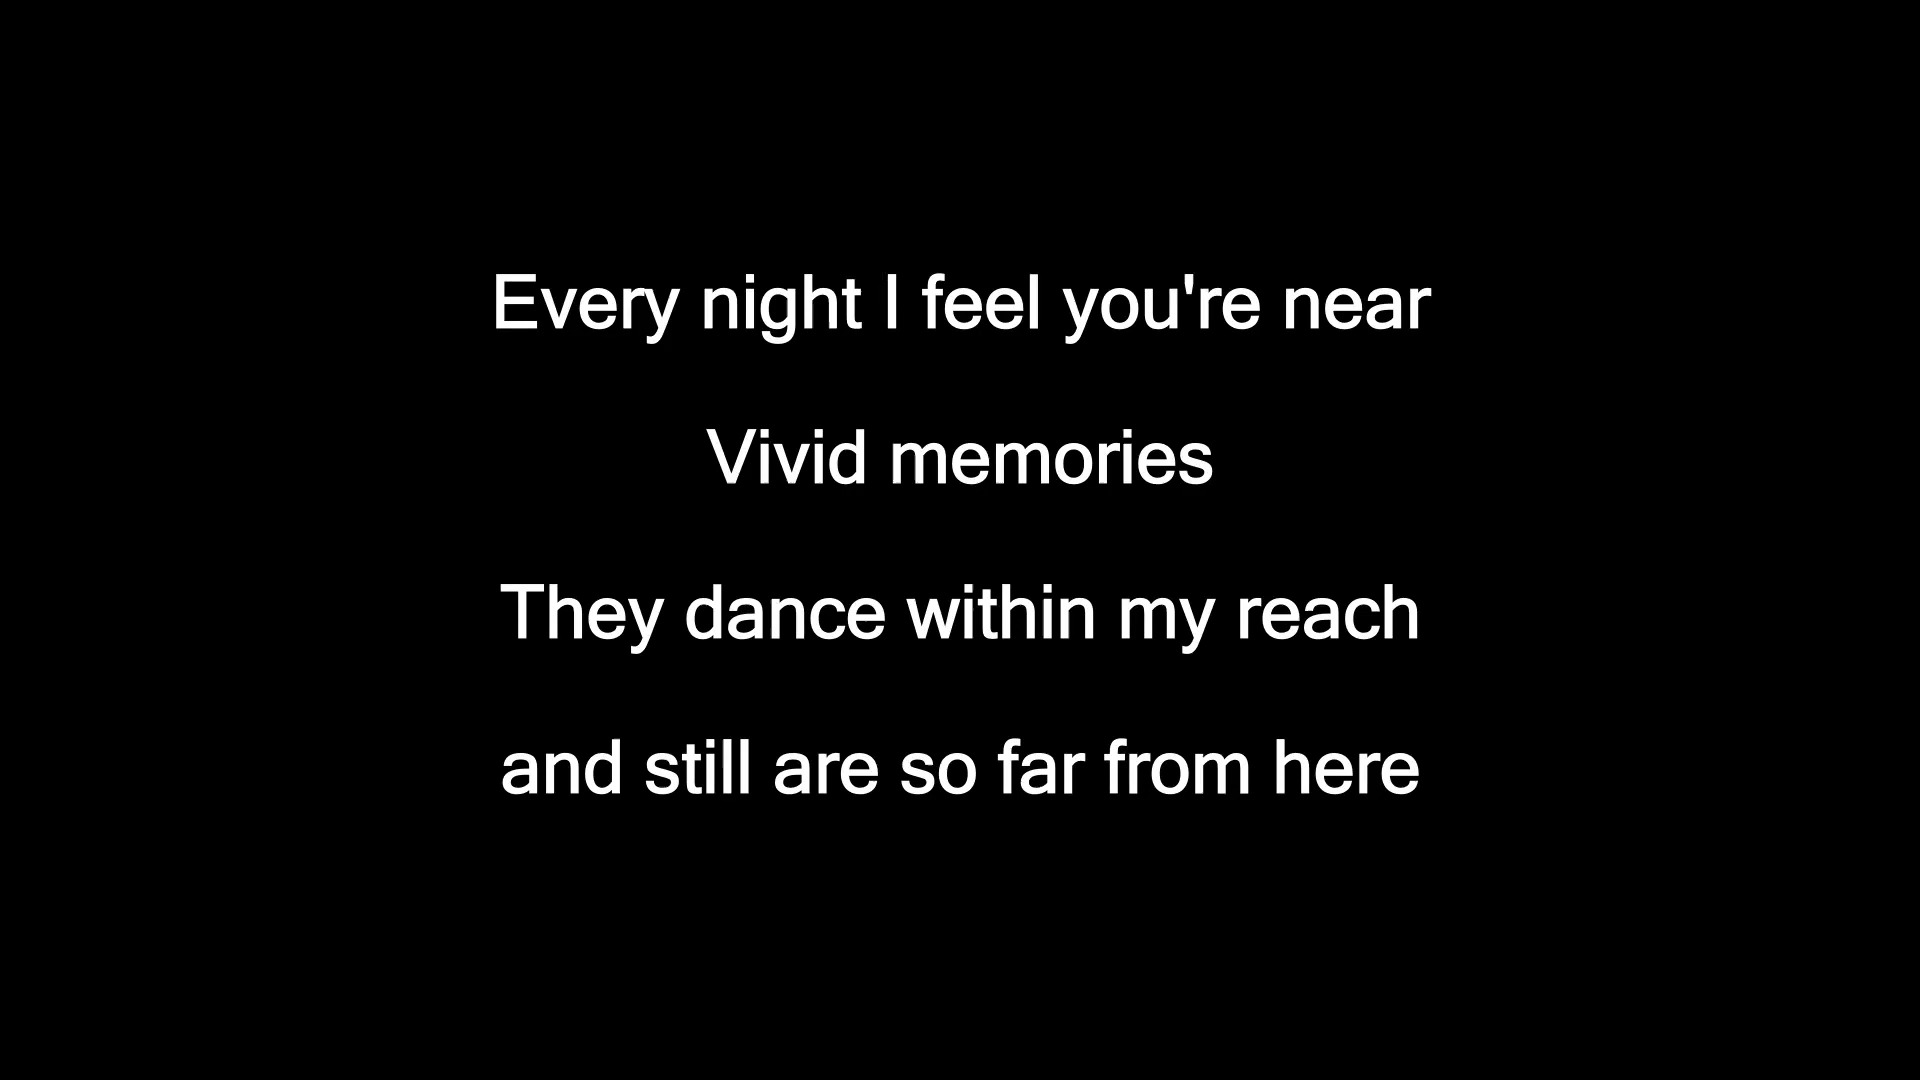 Every night I feel you're near
Vivid memories
They dance within my reach
and still are so far from here